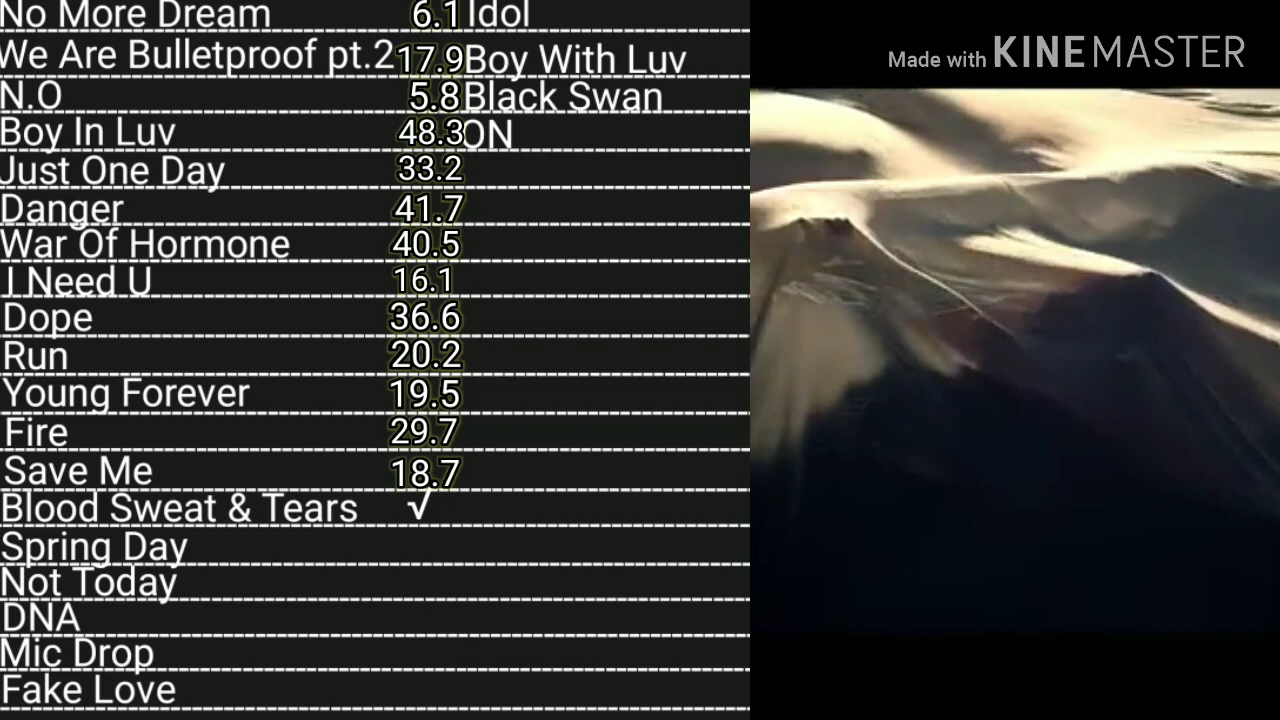 No More Dream 6.1 Idol
We Are Bulletproof pt.2 17.9 Boy With Luv
N.O 5.8 Black Swan
Boy In Luv 48.3 ON
Just One Day 33.2
Danger 41.7
War Of Hormone 40.5
I Need U 16.1
Dope 36.6
Run 20.2
Young Forever 19.5
Fire 29.7
Save Me 18.7
Blood Sweat & Tears √
Spring Day
Not Today
DNA
Mic Drop
Fake Love
Made with KINEMASTER